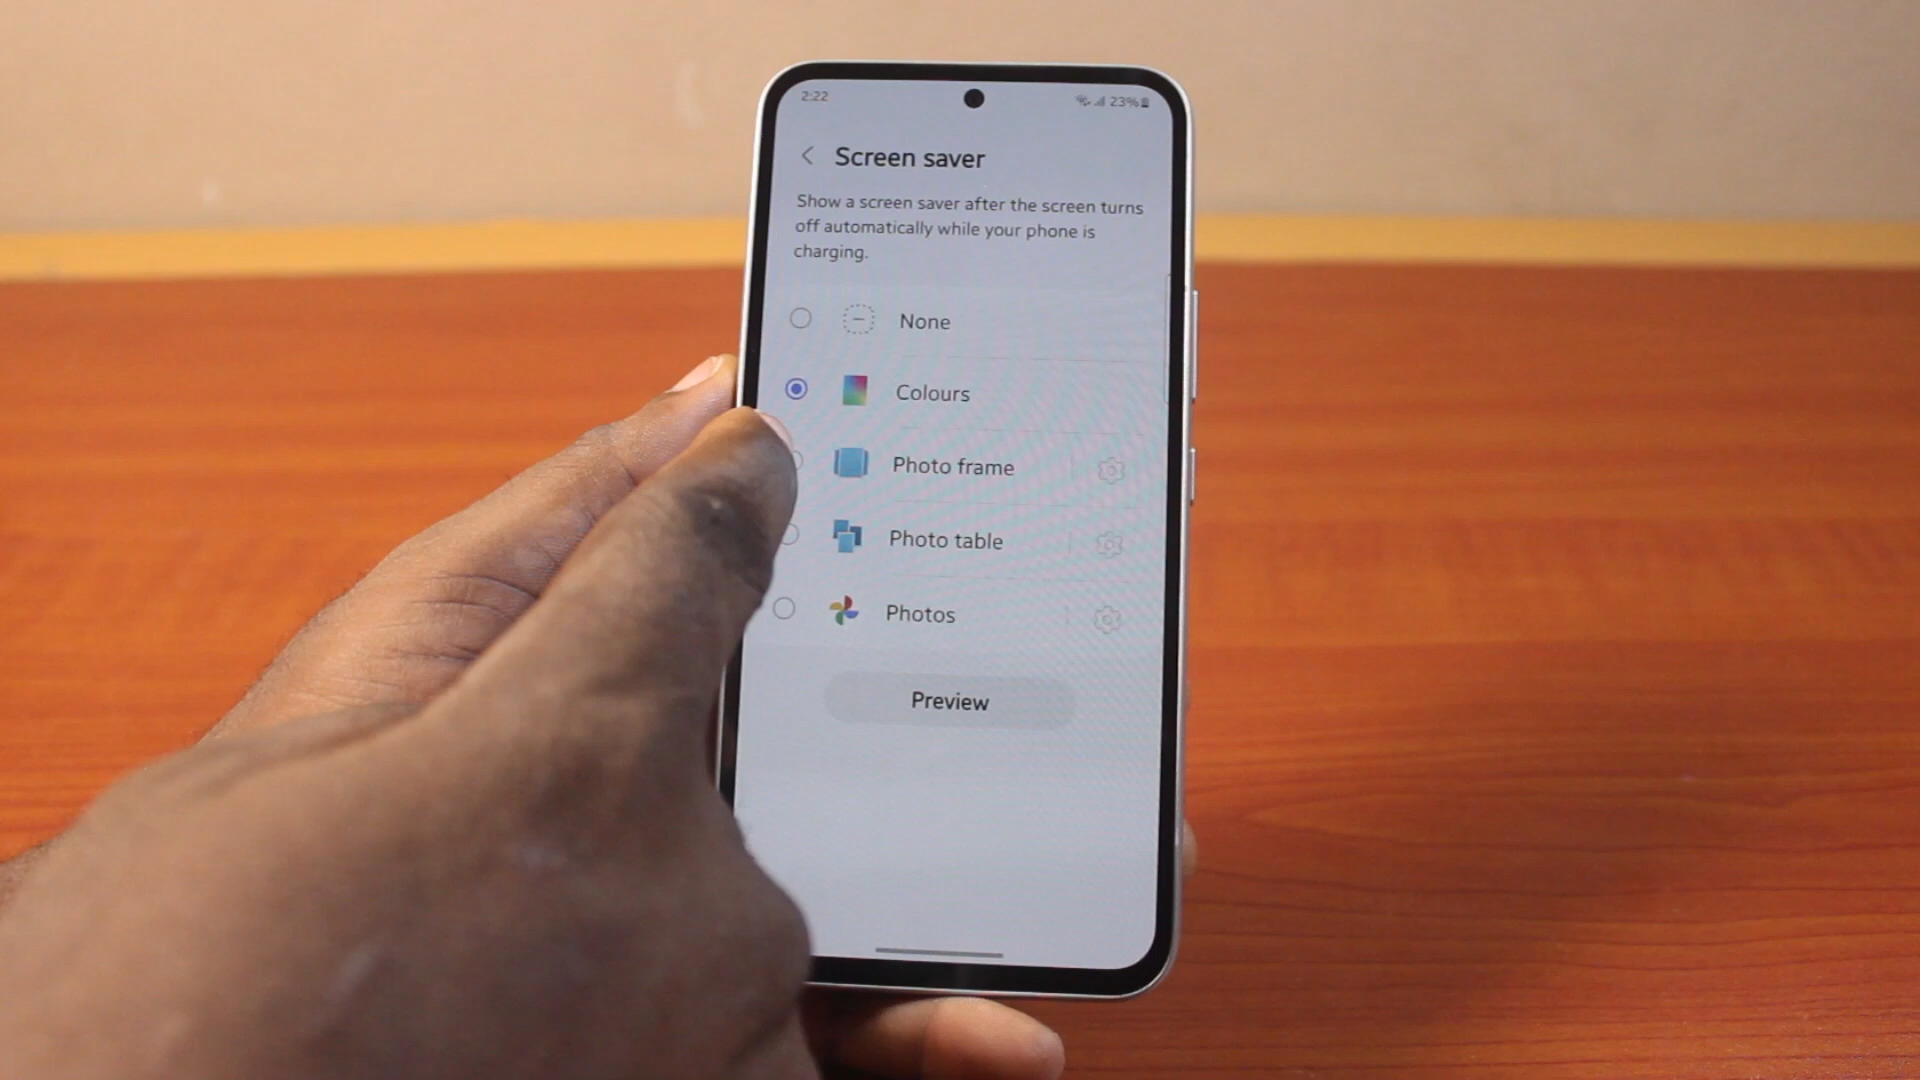 2:22
23%
Screen saver
Show a screen saver after the screen turns
off automatically while your phone is
charging.
None
Colours
Photo frame
Photo table
Photos
Preview